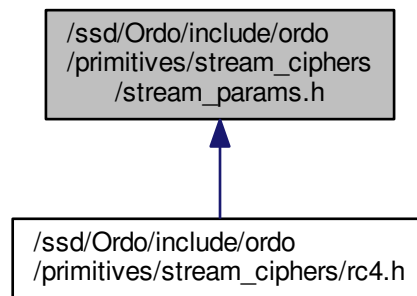 /ssd/Ordo/include/ordo
/primitives/stream_ciphers
/stream_params.h
/ssd/Ordo/include/ordo
/primitives/stream_ciphers/rc4.h